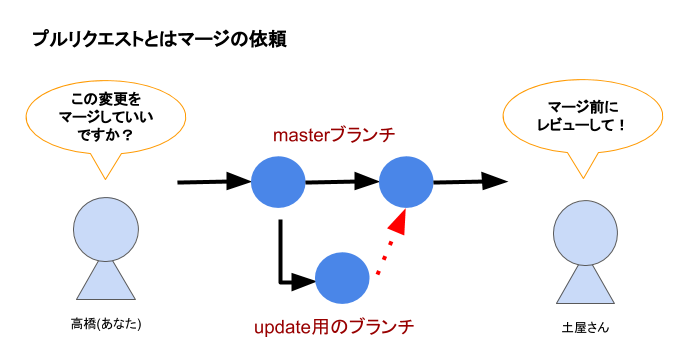 プルリクエストとはマージの依頼
この変更を
マージしていい
ですか？
マージ前に
レビューして！
masterブランチ
update用のブランチ
高橋(あなた)
土屋さん